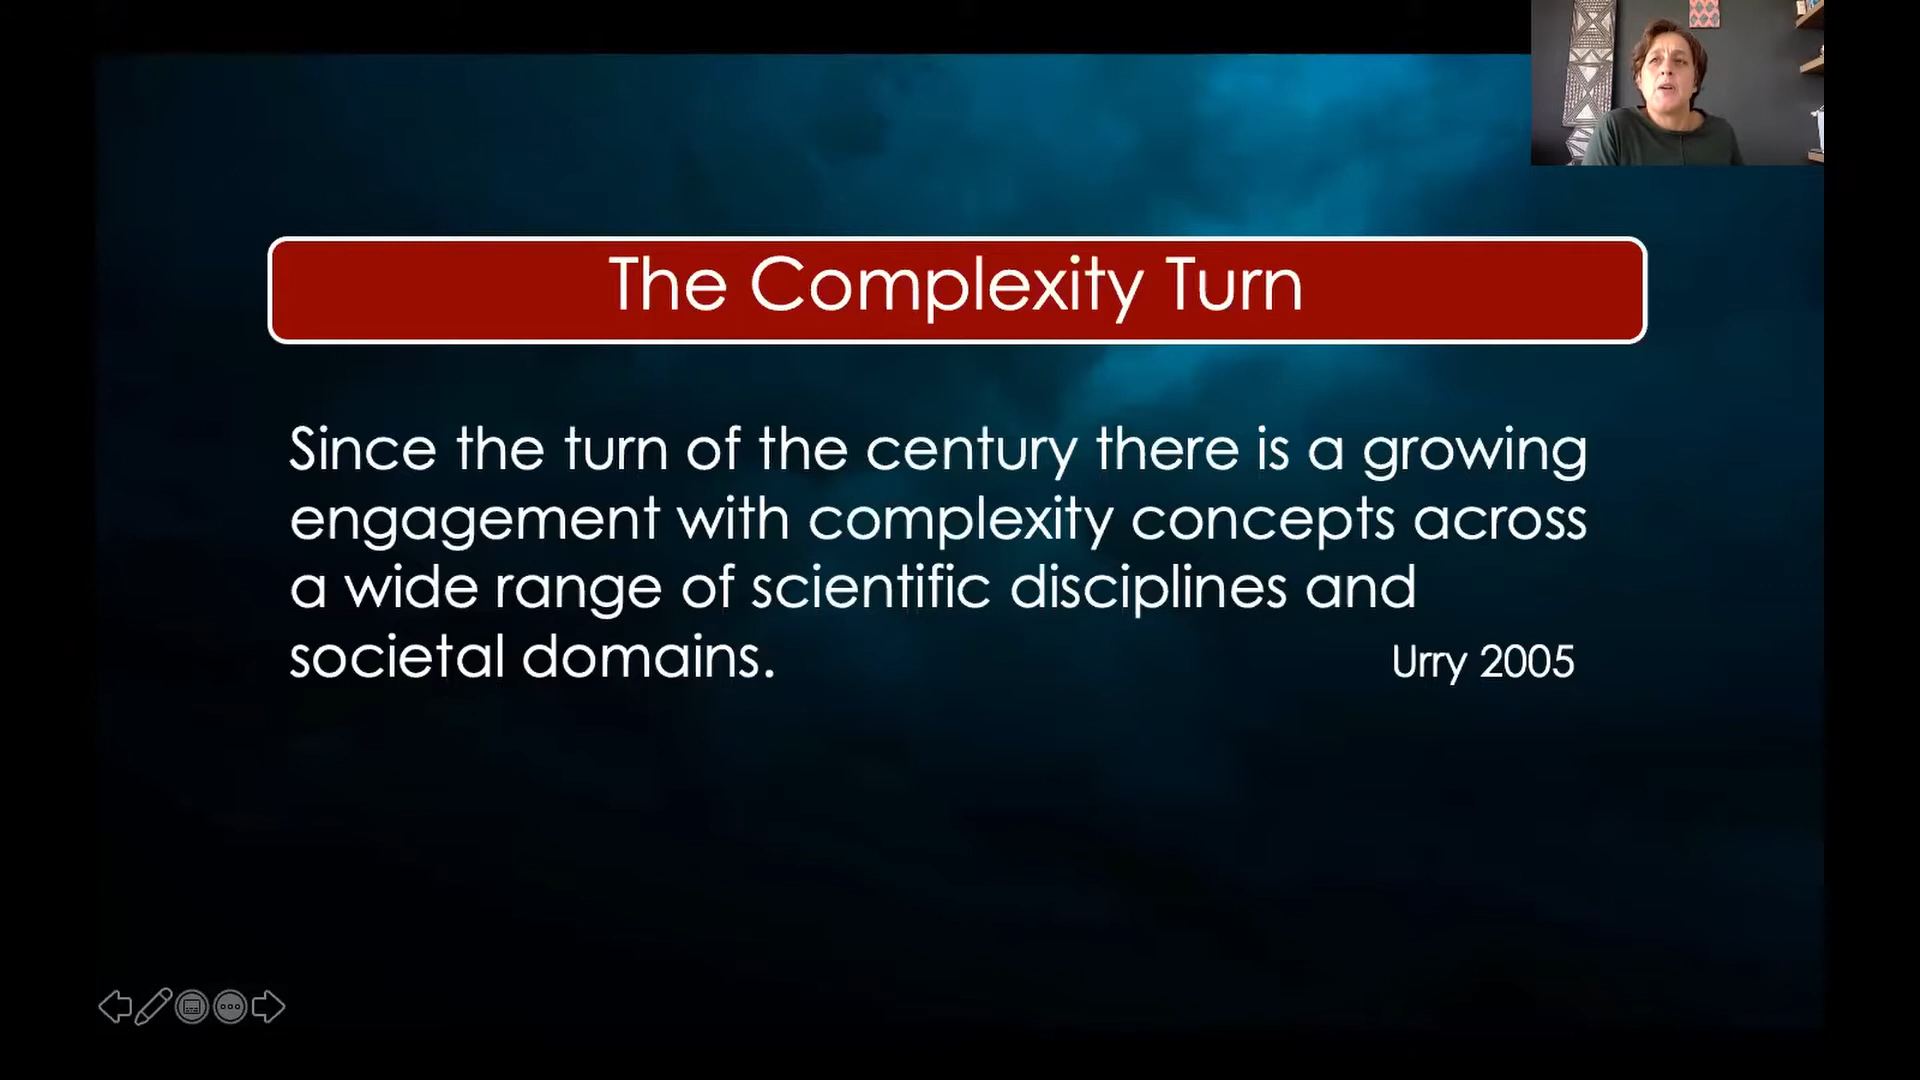 The Complexity Turn
Since the turn of the century there is a growing
engagement with complexity concepts across
a wide range of scientific disciplines and
societal domains.
Urry 2005